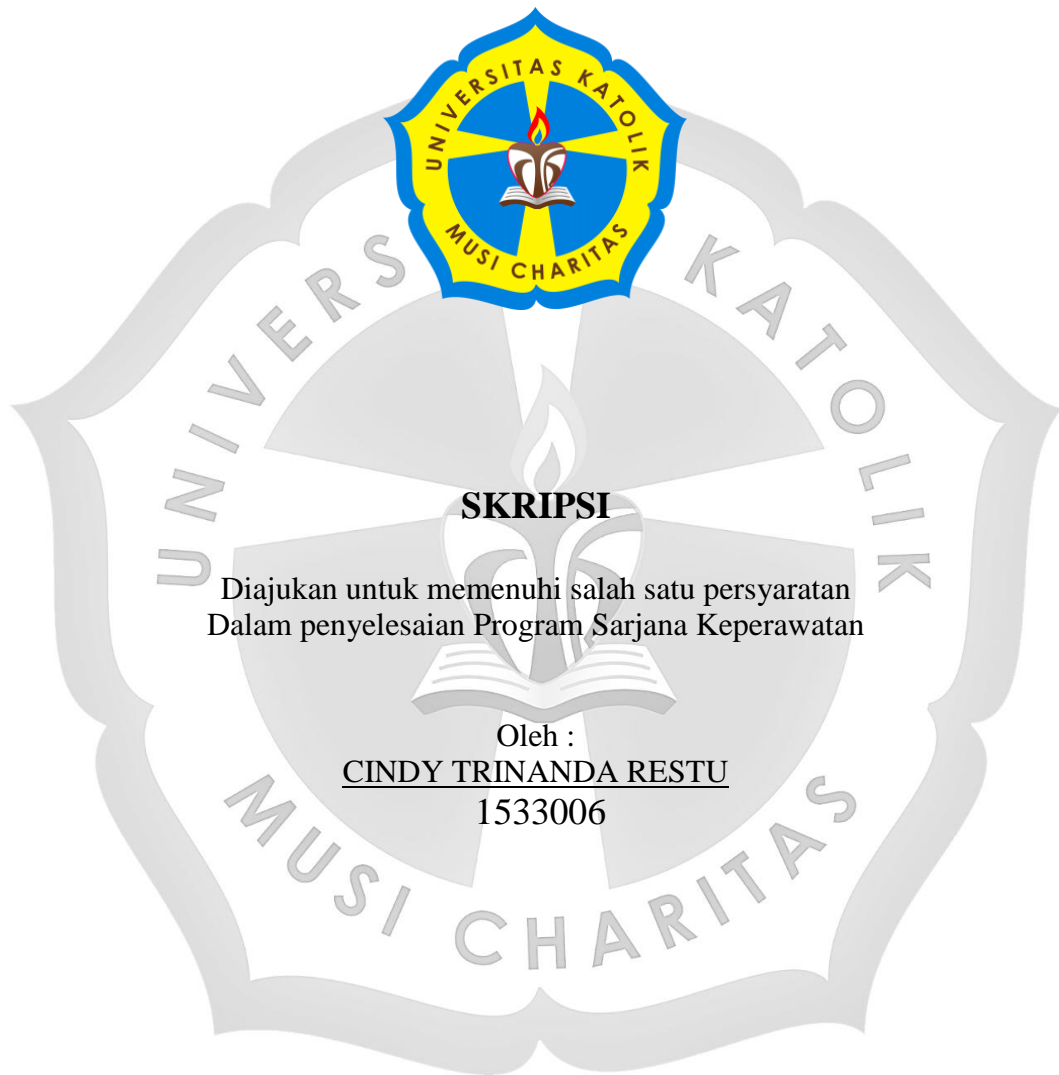 UNIVERSITAS KATOLIK
MUSI CHARITAS
UNIVERS KATOLIK
SKRIPSI
Diajukan untuk memenuhi salah satu persyaratan
Dalam penyelesaian Program Sarjana Keperawatan
Oleh :
CINDY TRINANDA RESTU
1533006
MUSI CHARITAS